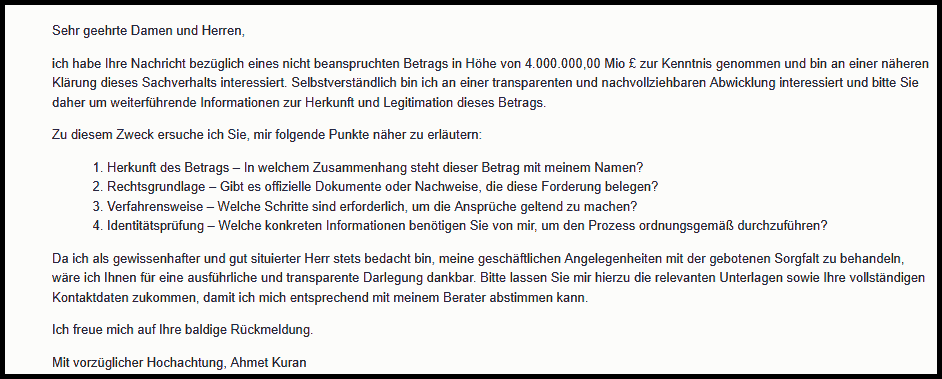 Sehr geehrte Damen und Herren,
ich habe Ihre Nachricht bezüglich eines nicht beanspruchten Betrags in Höhe von 4.000.000,00 Mio £ zur Kenntnis genommen und bin an einer näheren
Klärung dieses Sachverhalts interessiert. Selbstverständlich bin ich an einer transparenten und nachvollziehbaren Abwicklung interessiert und bitte Sie
daher um weiterführende Informationen zur Herkunft und Legitimation dieses Betrags.
Zu diesem Zweck ersuche ich Sie, mir folgende Punkte näher zu erläutern:
1. Herkunft des Betrags – In welchem Zusammenhang steht dieser Betrag mit meinem Namen?
2. Rechtsgrundlage – Gibt es offizielle Dokumente oder Nachweise, die diese Forderung belegen?
3. Verfahrensweise – Welche Schritte sind erforderlich, um die Ansprüche geltend zu machen?
4. Identitätsprüfung – Welche konkreten Informationen benötigen Sie von mir, um den Prozess ordnungsgemäß durchzuführen?
Da ich als gewissenhafter und gut situierter Herr stets bedacht bin, meine geschäftlichen Angelegenheiten mit der gebotenen Sorgfalt zu behandeln,
wäre ich Ihnen für eine ausführliche und transparente Darlegung dankbar. Bitte lassen Sie mir hierzu die relevanten Unterlagen sowie Ihre vollständigen
Kontaktdaten zukommen, damit ich mich entsprechend mit meinem Berater abstimmen kann.
Ich freue mich auf Ihre baldige Rückmeldung.
Mit vorzüglicher Hochachtung, Ahmet Kuran